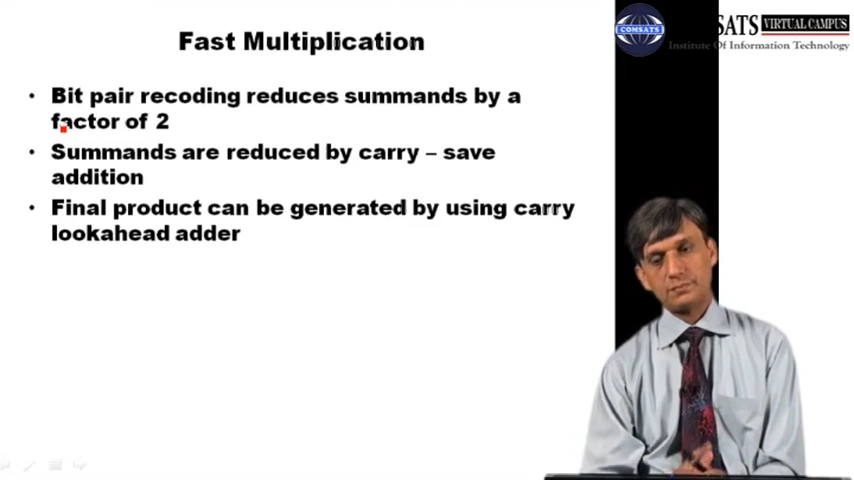 Fast Multiplication
• Bit pair recoding reduces summands by a
factor of 2
• Summands are reduced by carry – save
addition
• Final product can be generated by using carry
lookahead adder
COMSATS
SATS VIRTUAL CAMPUS
Institute Of Information Technology